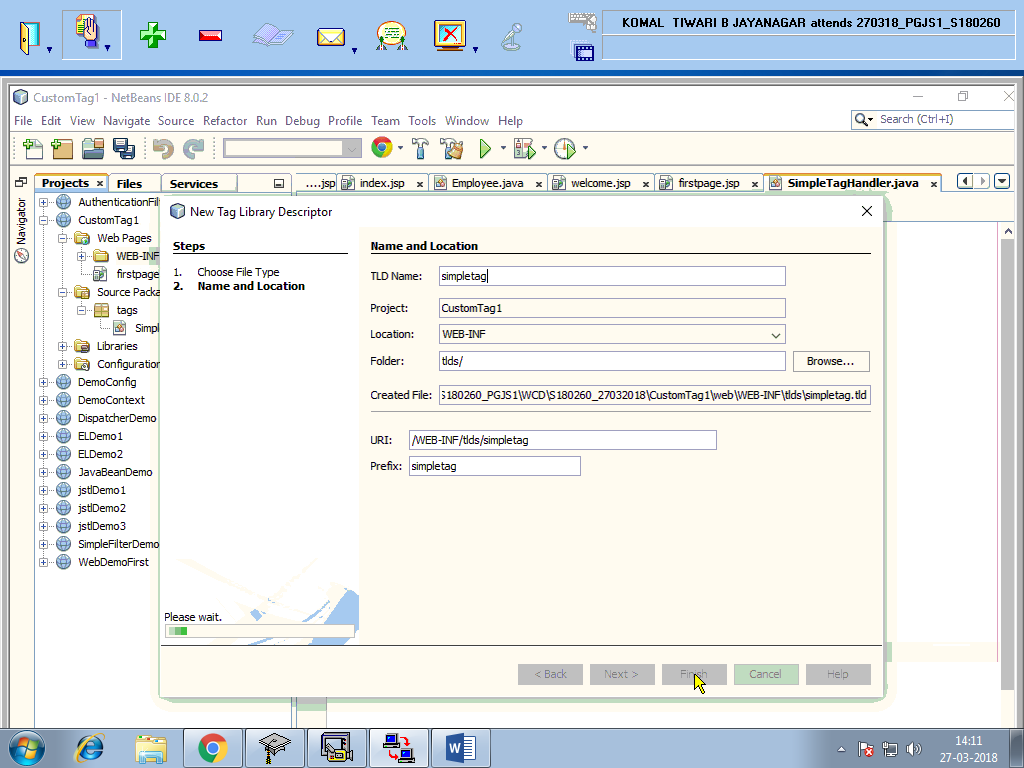 KOMAL TIWARI B JAYANAGAR attends 270318_PGJS1_S180260
CustomTag1 - NetBeans IDE 8.0.2
File Edit View Navigate Source Refactor Run Debug Profile Team Tools Window Help
Search (Ctrl+I)
Projects Files Services
....jsp index.jsp Employee.java welcome.jsp firstpage.jsp SimpleTagHandler.java
Navigator
AuthenticationFil
CustomTag1
Web Pages
WEB-INF
firstpage
Source Packa
tags
Simpl
Libraries
Configuration
DemoConfig
DemoContext
DispatcherDemo
ELDemo1
ELDemo2
JavaBeanDemo
jstlDemo1
jstlDemo2
jstlDemo3
SimpleFilterDemo
WebDemoFirst
New Tag Library Descriptor
Steps
1. Choose File Type
2. Name and Location
Please wait.
Name and Location
TLD Name: simpletag
Project: CustomTag1
Location: WEB-INF
Folder: tlds/ Browse...
Created File: S180260_PGJS1\WCD\S180260_27032018\CustomTag1\web\WEB-INF\tlds\simpletag.tld
URI: /WEB-INF/tlds/simpletag
Prefix: simpletag
< Back Next > Finish Cancel Help
14:11
27-03-2018